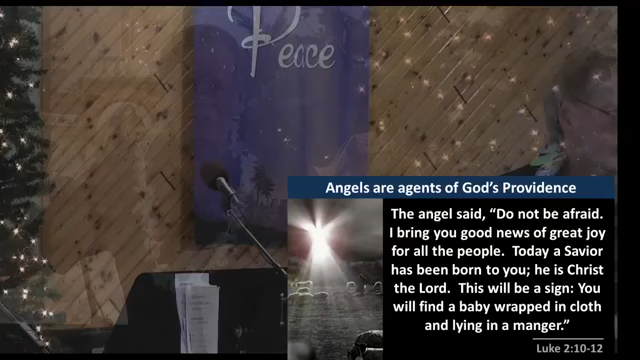 Peace
Angels are agents of God's Providence
The angel said, "Do not be afraid.
I bring you good news of great joy
for all the people.  Today a Savior
has been born to you; he is Christ
the Lord.  This will be a sign: You
will find a baby wrapped in cloth
and lying in a manger."
Luke 2:10-12